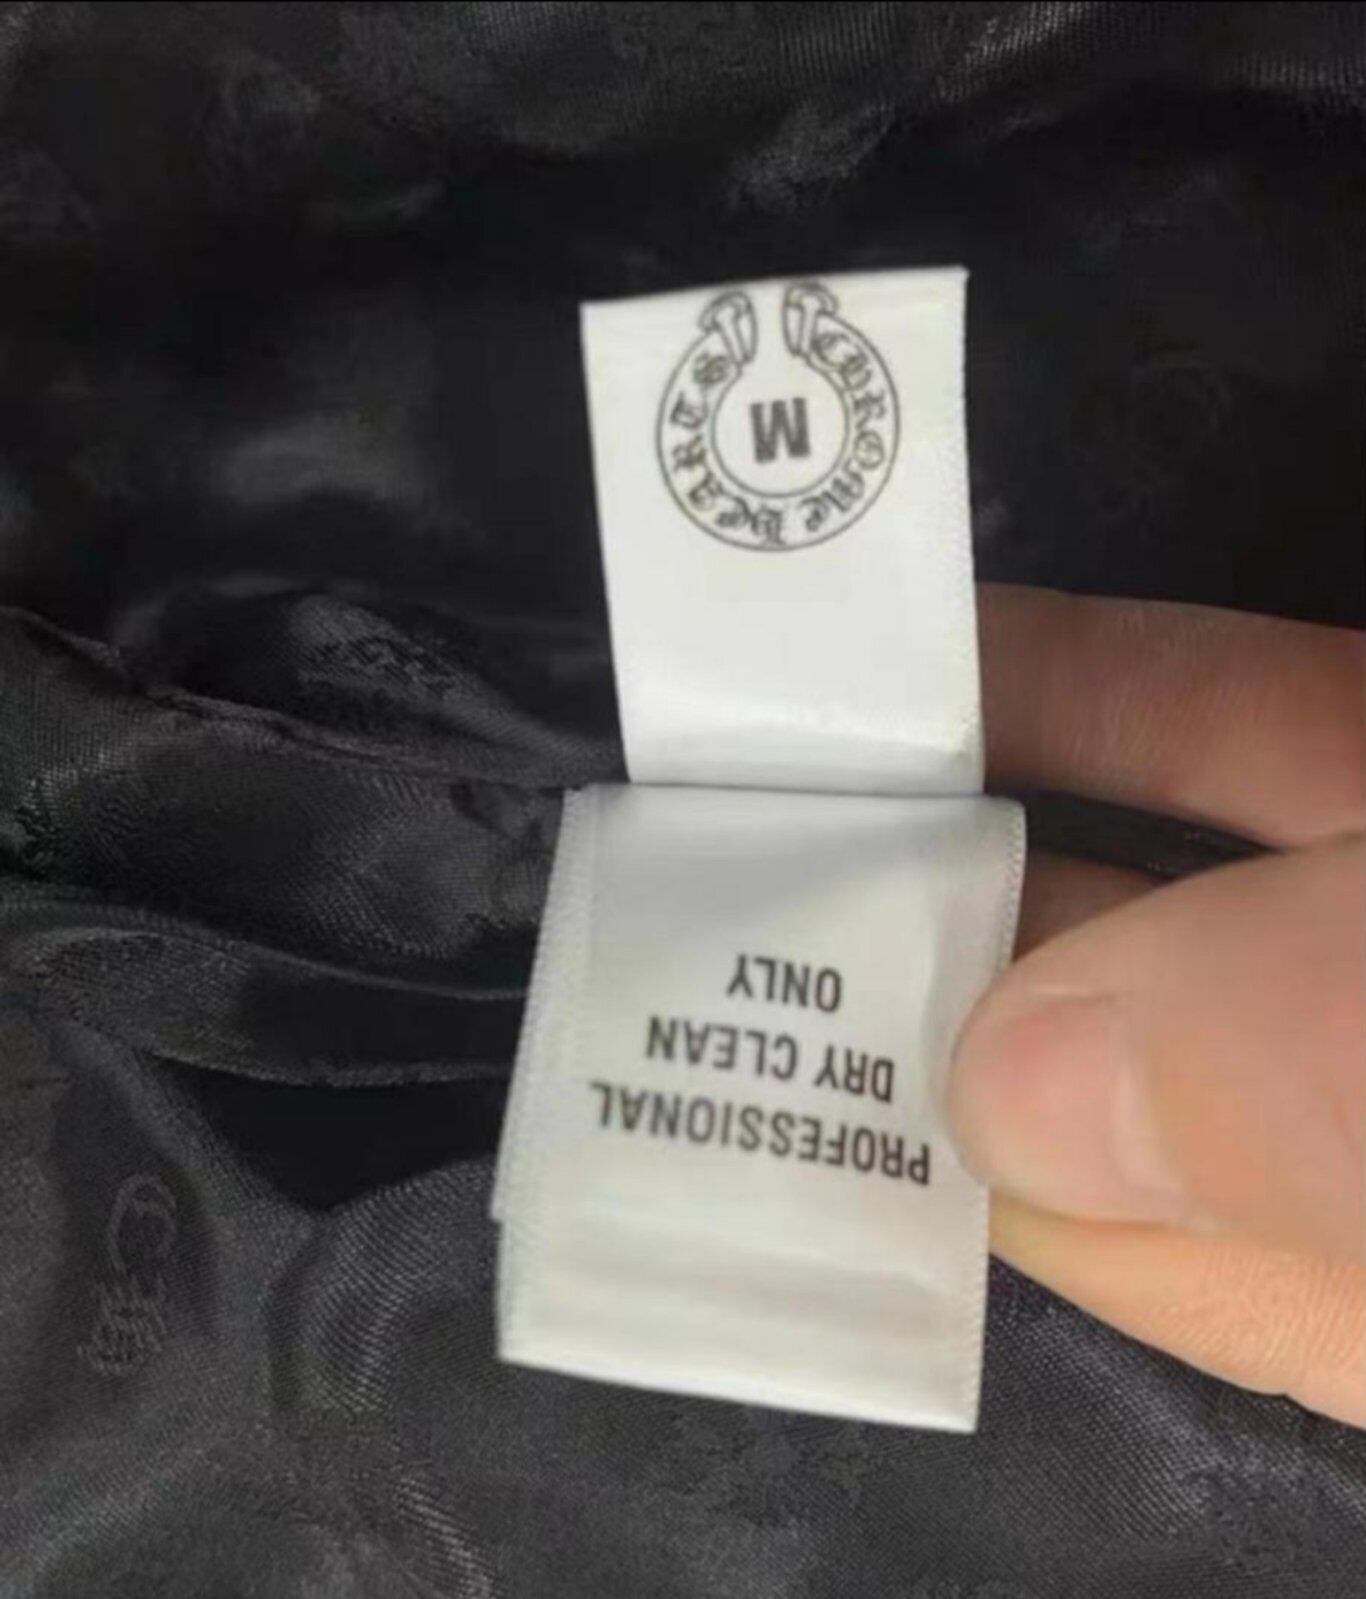 CHROME HEARTS
M
PROFESSIONAL
DRY CLEAN
ONLY